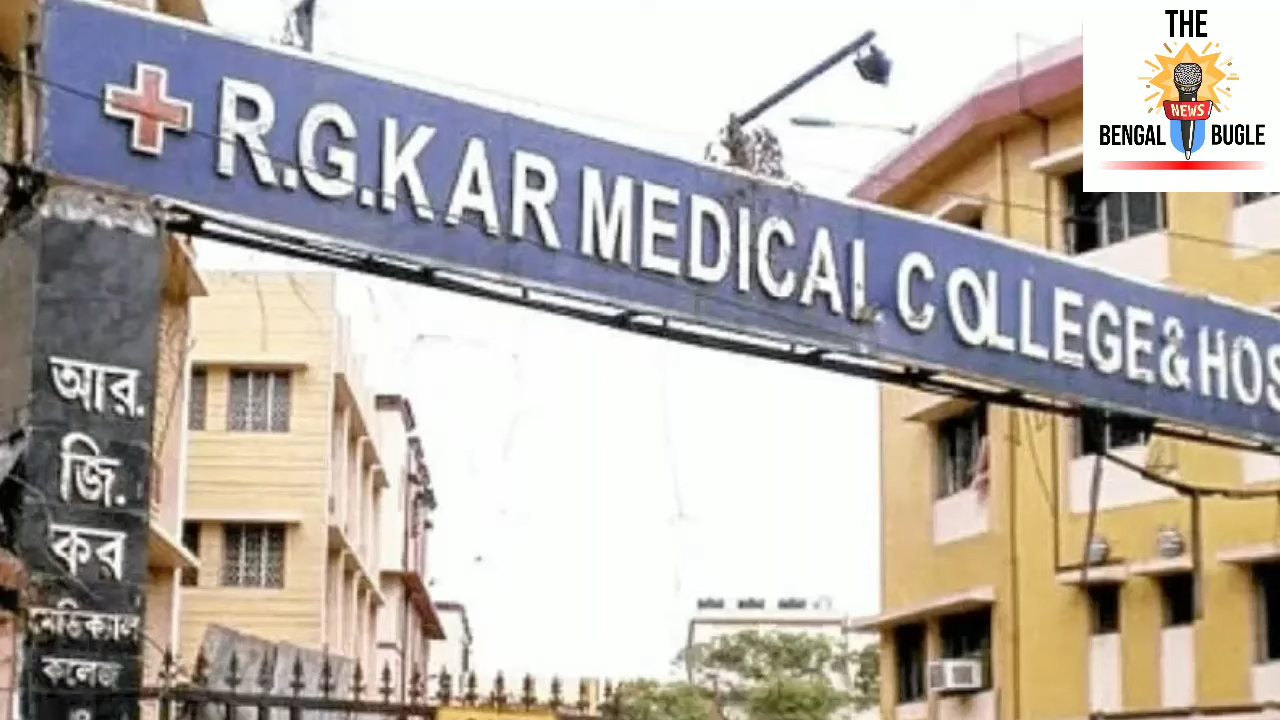 R.G.KAR MEDICAL COLLEGE & HOS
THE
NEWS
BENGAL BUGLE
আর.
জি.
কর
মেডিক্যাল
কলেজ